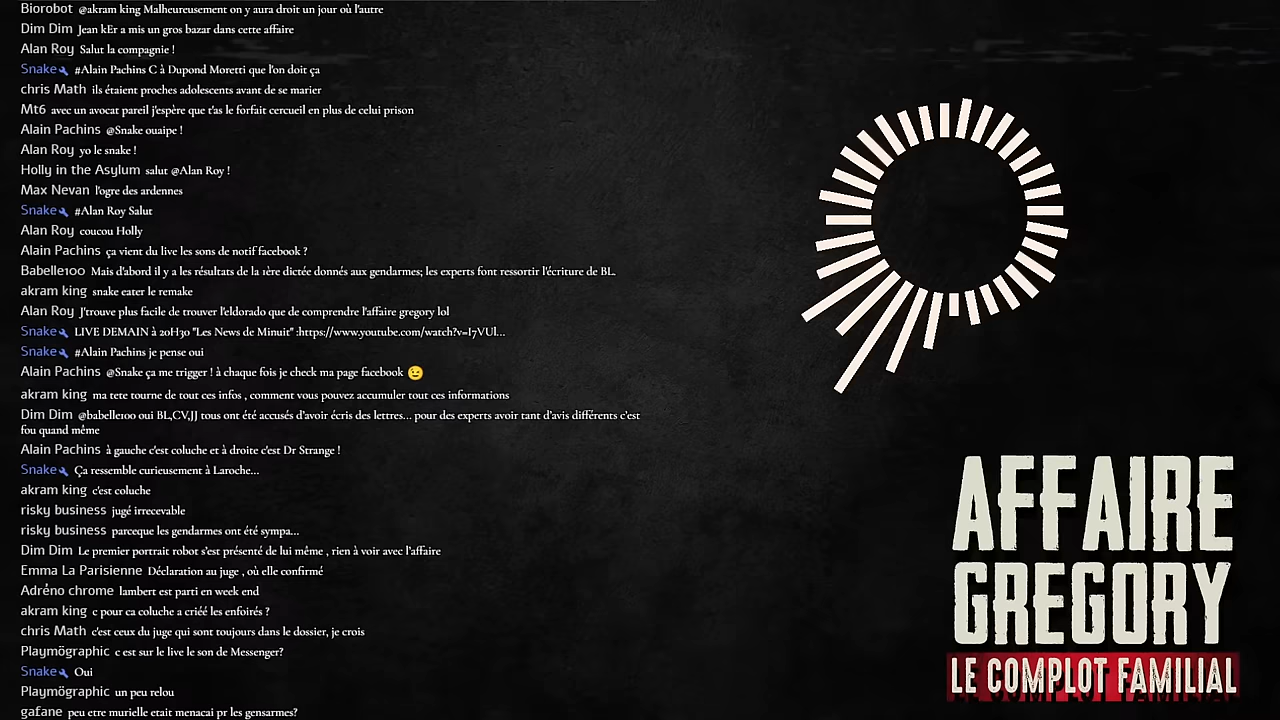 Biorobot @akram king Malheureusement on y aura droit un jour où l'autre
Dim Dim Jean kEr a mis un gros bazar dans cette affaire
Alan Roy Salut la compagnie !
Snake #Alain Pachins C à Dupond Moretti que l'on doit ça
chris Math ils étaient proches adolescents avant de se marier
Mt6 avec un avocat pareil j'espère que t'as le forfait cercueil en plus de celui prison
Alain Pachins @Snake ouaipe !
Alan Roy yo le snake !
Holly in the Asylum salut @Alan Roy !
Max Nevan l'ogre des ardennes
Snake #Alan Roy Salut
Alan Roy coucou Holly
Alain Pachins ça vient du live les sons de notif facebook ?
Babelle100 Mais d'abord il y a les résultats de la 1ère dictée donnés aux gendarmes; les experts font ressortir l'écriture de BL.
akram king snake eater le remake
Alan Roy J'trouve plus facile de trouver l'eldorado que de comprendre l'affaire gregory lol
Snake LIVE DEMAIN à 20H30 "Les News de Minuit" :https://www.youtube.com/watch?v=l7VUl...
Snake #Alain Pachins je pense oui
Alain Pachins @Snake ça me trigger ! à chaque fois je check ma page facebook 😉
akram king ma tete tourne de tout ces infos , comment vous pouvez accumuler tout ces informations
Dim Dim @babelle100 oui BL,CV,JJ tous ont été accusés d'avoir écris des lettres... pour des experts avoir tant d'avis différents c'est
fou quand même
Alain Pachins à gauche c'est coluche et à droite c'est Dr Strange !
Snake Ça ressemble curieusement à Laroche...
akram king c'est coluche
risky business jugé irrecevable
risky business parceque les gendarmes ont été sympa...
Dim Dim Le premier portrait robot s'est présenté de lui même , rien à voir avec l'affaire
Emma La Parisienne Déclaration au juge , où elle confirmé
Adrẻno chrome lambert est parti en week end
akram king c pour ca coluche a criéé les enfoirés ?
chris Math c'est ceux du juge qui sont toujours dans le dossier, je crois
Playmögraphic c est sur le live le son de Messenger?
Snake Oui
Playmögraphic un peu relou
gafane peu etre murielle etait menacai pr les gensarmes?
AFFAIRE
GREGORY
LE COMPLOT FAMILIAL